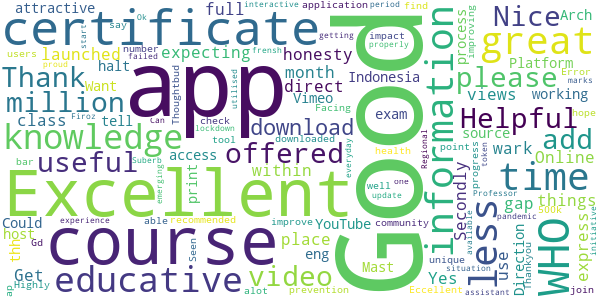 attractive
full
application
period
find
interactive
Ok
certificate
Nice
Arch
start
users
launched
expecting
say
process
improving
getting
impact
number
failed
honesty
great
Thank
Want
halt
month
direct
Indonesia
Platform
frensh
properly
Error
proud
million
class
tell
app
Vimeo
Facing
utilised
Thoughtbud
please
views
working
marks
Firoz
Can
check
exam
Good
information
Helpful
knowledge
download
lockdown
downloaded
source
hope
bar
Suberb
tool
everyday
health
Regional
wark
Online
add
useful
access
offered
point
token
emerging
print
within
well
one
update
Secondly
gap
things
time
Excellent
YouTube
community
Pprogress
Professor
500k
Could
experience
able
recommended
improve
place
unique
less
use
available
pandemic
express
initiative
host
thh
Gd
Seen
eng
Mast
situation
Direction
Thankyou
WHO
Get
course
Yes
ap
Highly
educative
alot
video
prevention
Eccellent
assistant
join